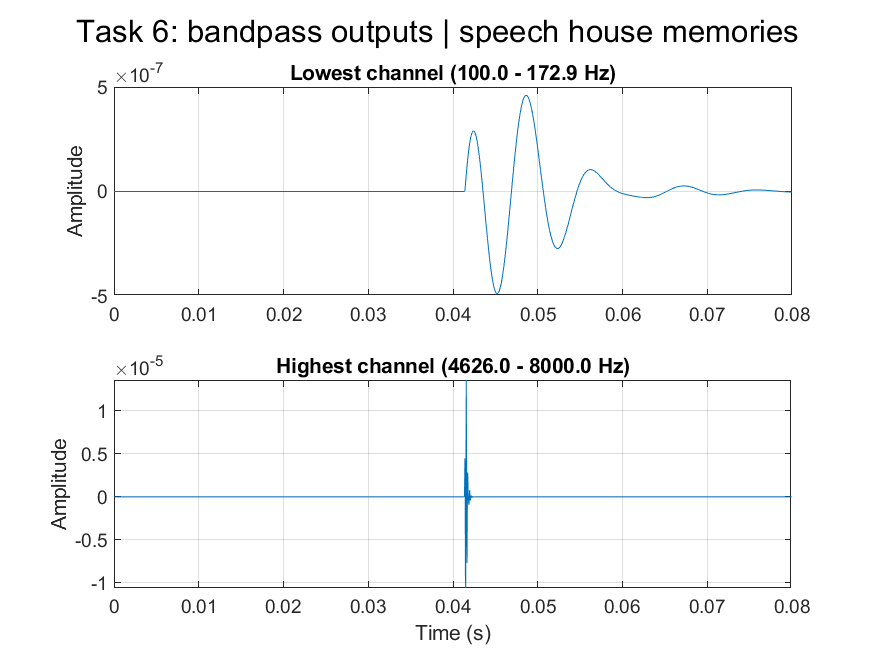 Task 6: bandpass outputs | speech house memories
×10-7
Lowest channel (100.0 - 172.9 Hz)
5
0
-5
Amplitude
0 0.01 0.02 0.03 0.04 0.05 0.06 0.07 0.08
×10-5
Highest channel (4626.0 - 8000.0 Hz)
1
0.5
0
-0.5
-1
Amplitude
0 0.01 0.02 0.03 0.04 0.05 0.06 0.07 0.08
Time (s)